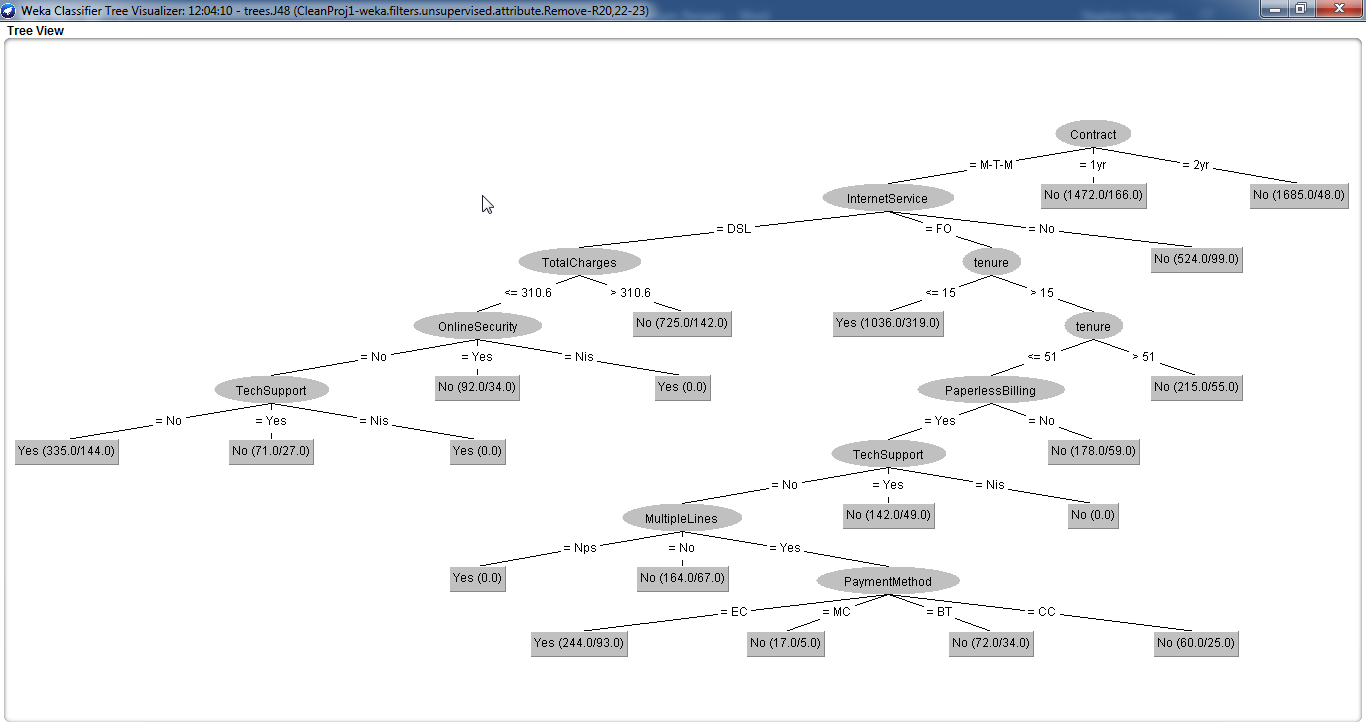 Weka Classifier Tree Visualizer: 12:04:10 - trees.J48 (CleanProj1-weka.filters.unsupervised.attribute.Remove-R20,22-23)
Tree View
Contract
= M-T-M = 1yr = 2yr
InternetService No (1472.0/166.0) No (1685.0/48.0)
= DSL = FO = No
TotalCharges tenure No (524.0/99.0)
<= 310.6 > 310.6 <= 15 > 15
OnlineSecurity No (725.0/142.0) Yes (1036.0/319.0) tenure
= No = Yes = Nis <= 51 > 51
TechSupport No (92.0/34.0) Yes (0.0) PaperlessBilling No (215.0/55.0)
= No = Yes = Nis = Yes = No
Yes (335.0/144.0) No (71.0/27.0) Yes (0.0) TechSupport No (178.0/59.0)
= No = Yes = Nis
MultipleLines No (142.0/49.0) No (0.0)
= Nps = No = Yes
Yes (0.0) No (164.0/67.0) PaymentMethod
= EC = MC = BT = CC
Yes (244.0/93.0) No (17.0/5.0) No (72.0/34.0) No (60.0/25.0)